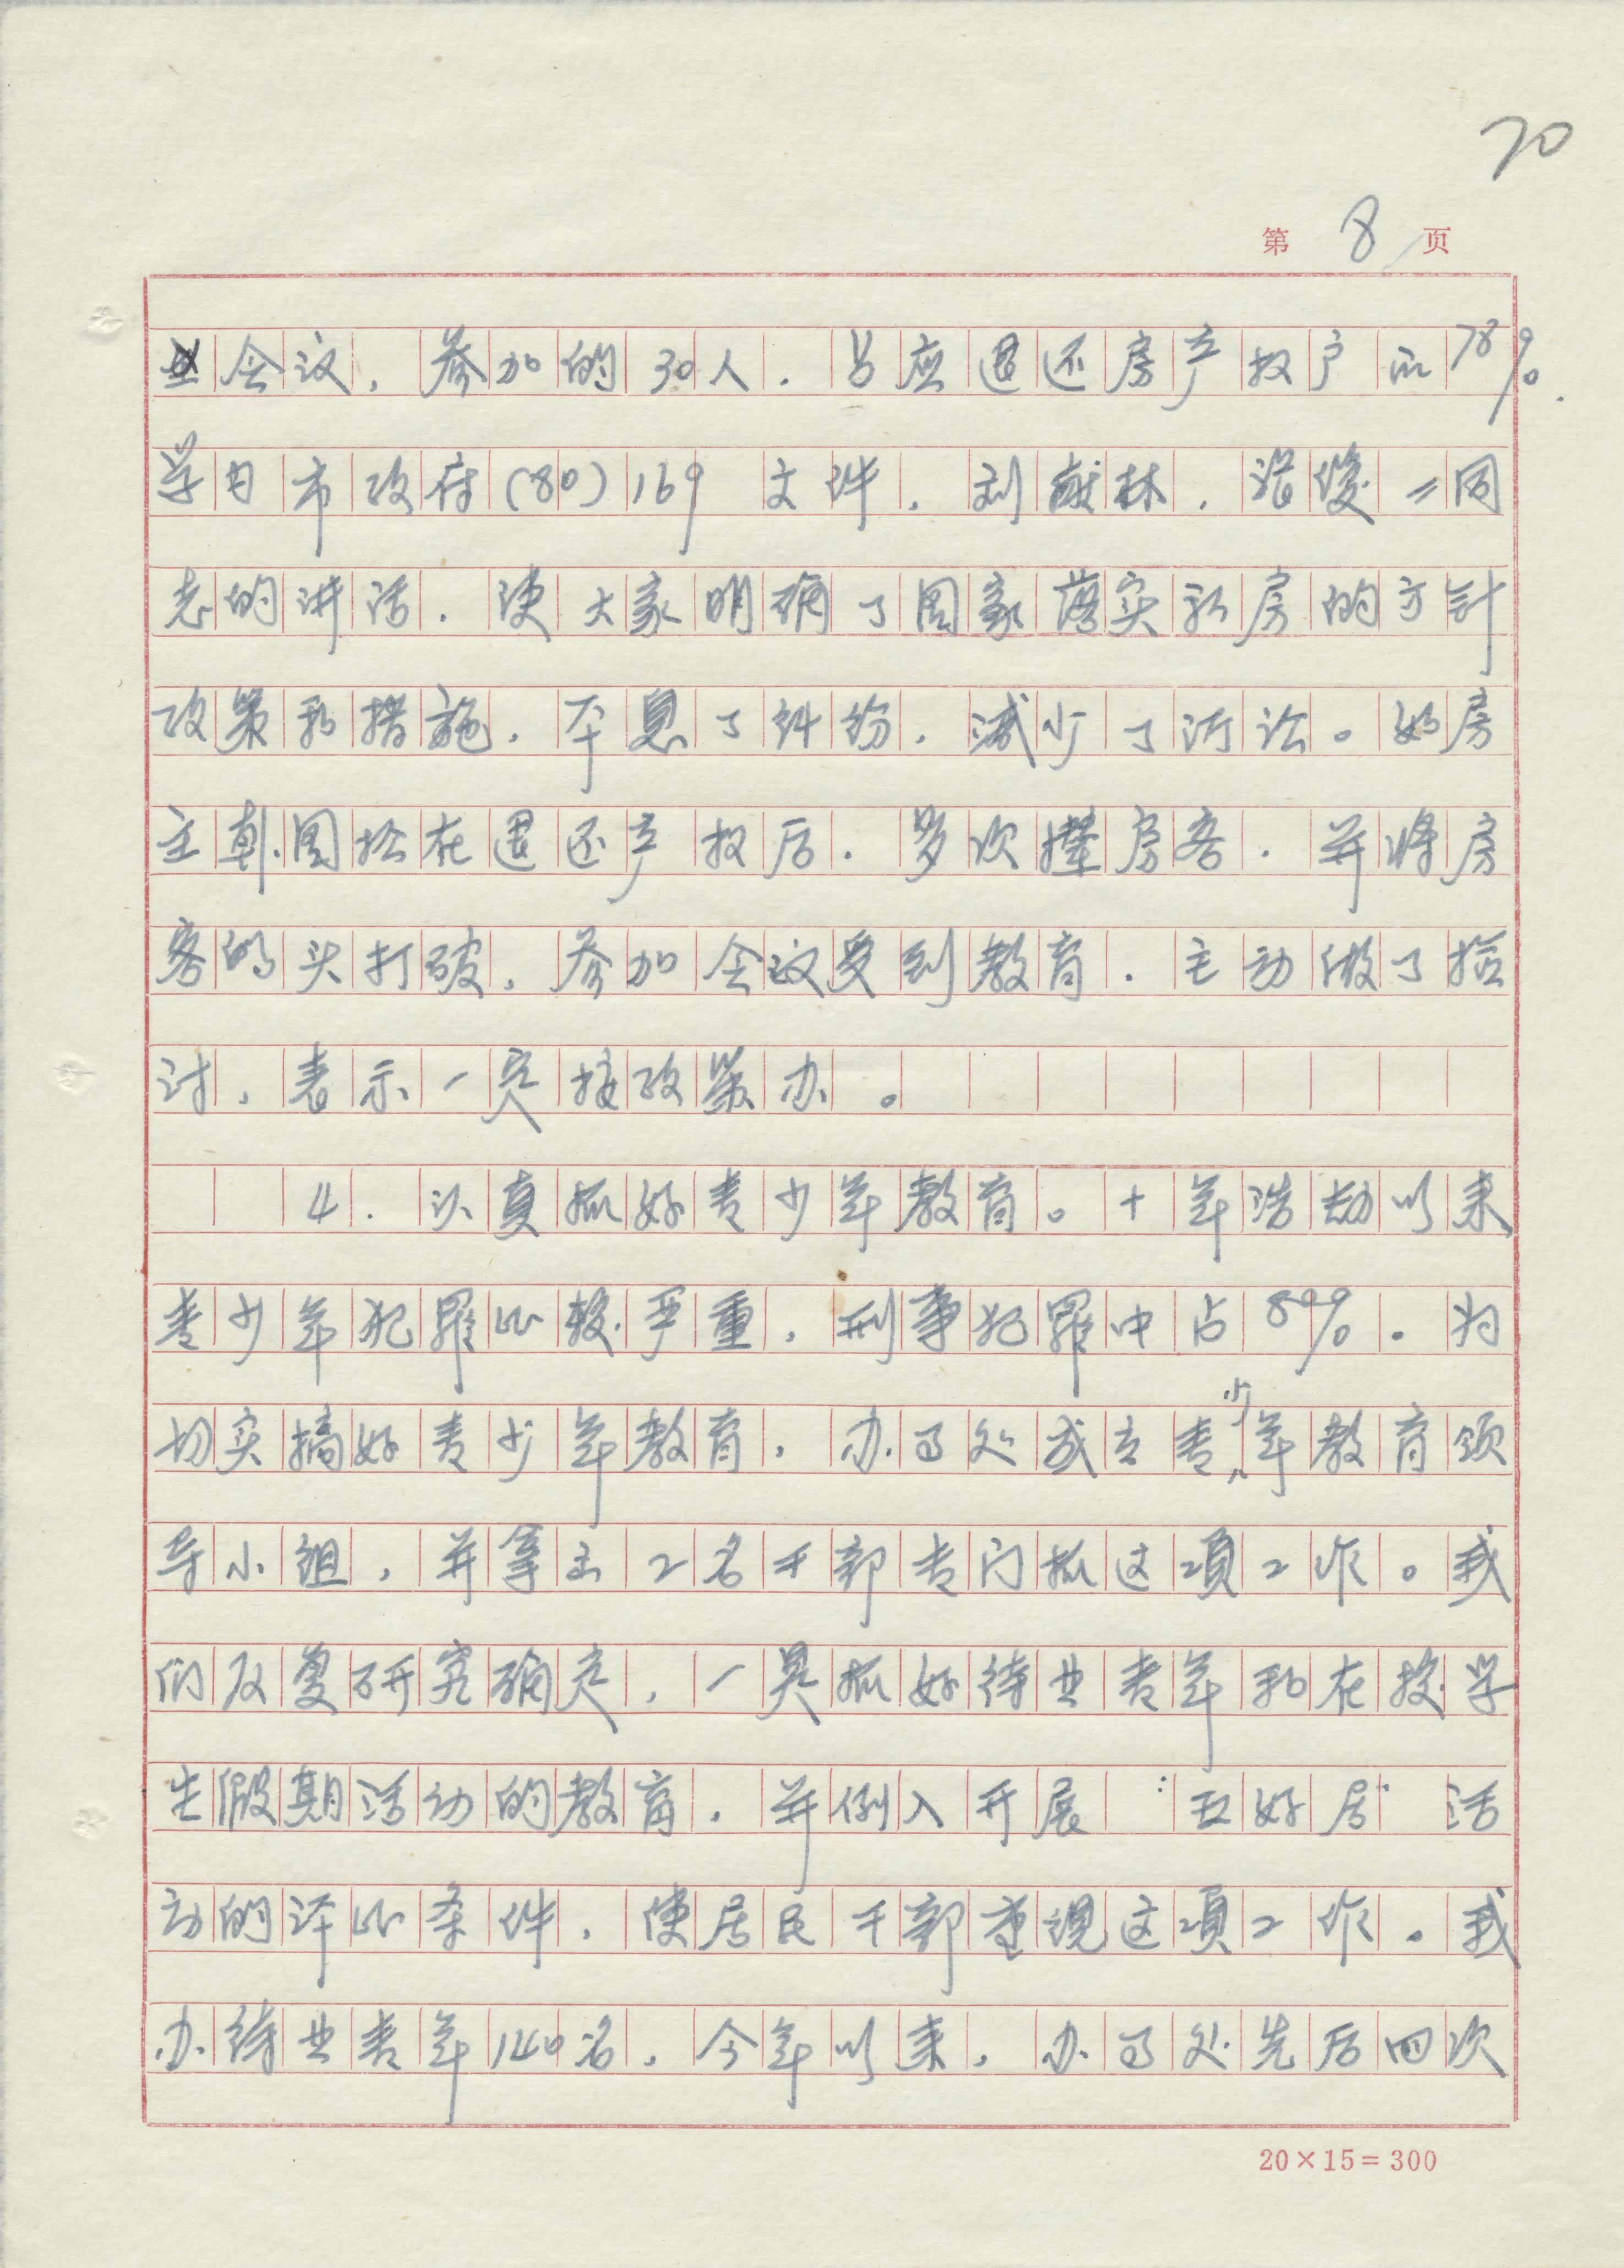 70
第 8 页
会议，参加的30人，占应退还房产权户的78%.
学习市政府(80)169 文件，刘献林，
志的讲话，使大家明确了国家落实私房的方针
政策和措施，平息了纠纷，减少了诉讼。如房
主郭国松在退还产权后，多次撵房客，并将房
客的头打破，参加会议受到教育，主动做了检
讨，表示一定按政策办。
4. 认真抓好青少年教育。十年浩劫以来
青少年犯罪比较严重，刑事犯罪中占89%。为
切实搞好青少年教育，办事处成立青少年教育领
导小组，并拿出2名干部专门抓这项工作。我
们反复研究确定，一是抓好待业青年和在校学
生假期活动的教育，并例入开展“五好居”活
动的评比条件，使居民干部重视这项工作。我
办待业青年140名，今年以来，办事处先后四次
20×15=300